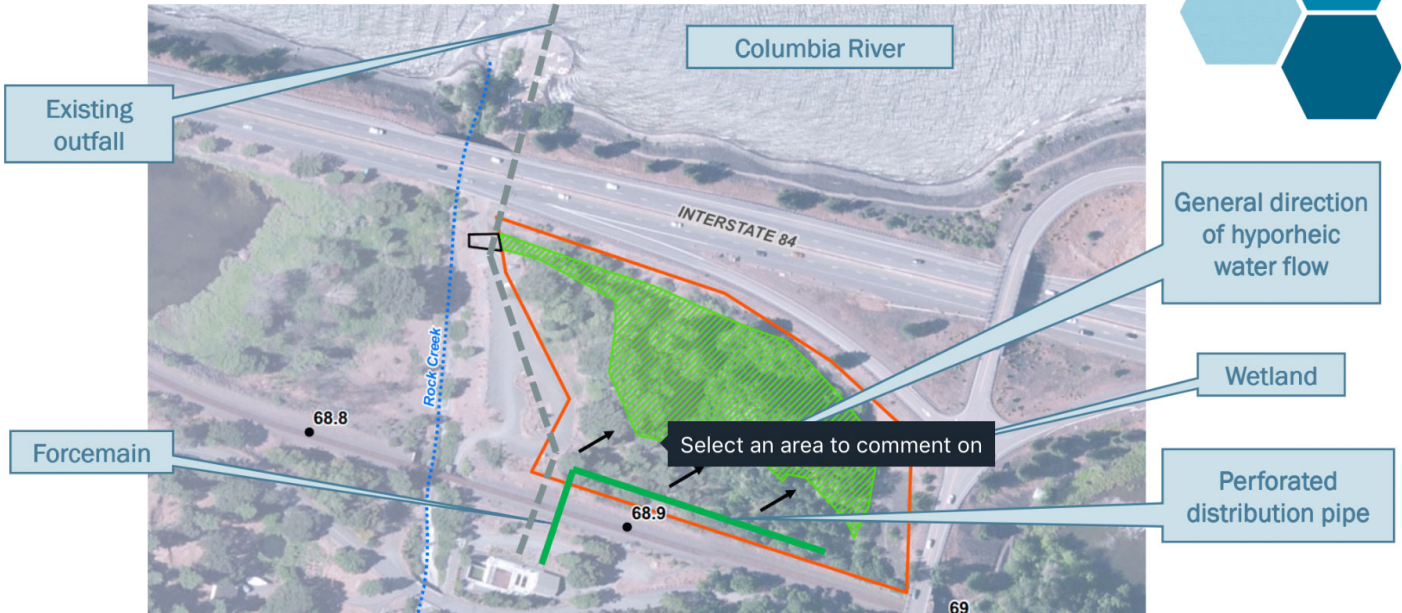 Columbia River
Existing
outfall
General direction
of hyporheic
water flow
INTERSTATE 84
Rock Creek
Wetland
68.8
Select an area to comment on
Forcemain
68.9
Perforated
distribution pipe
69